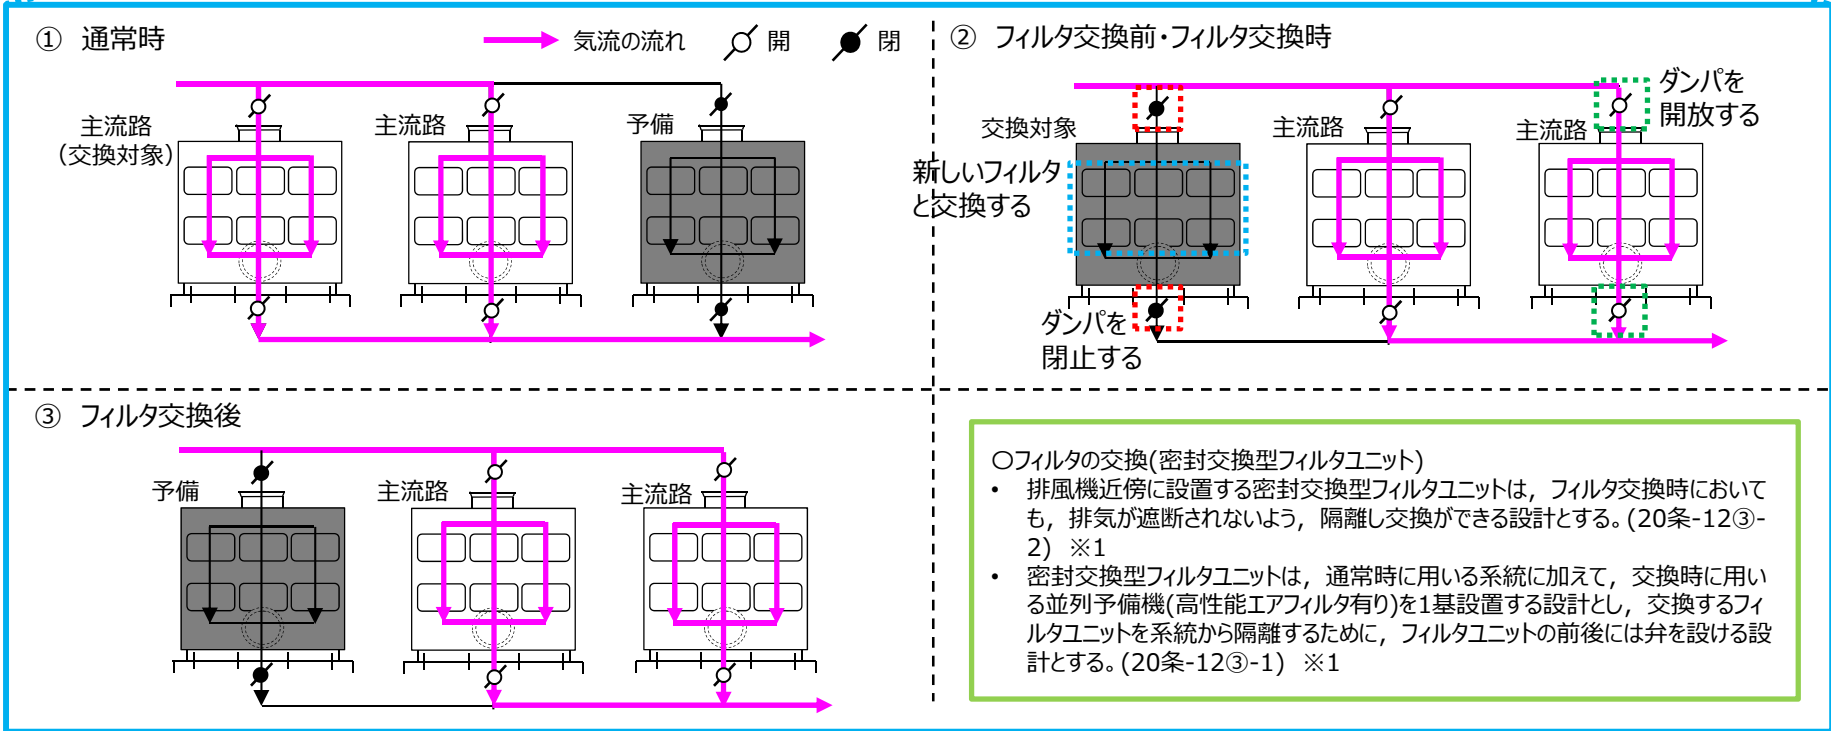 ① 通常時
気流の流れ
開
閉
主流路
（交換対象）
主流路
予備
② フィルタ交換前・フィルタ交換時
ダンパを
開放する
交換対象
主流路
主流路
新しいフィルタ
と交換する
ダンパを
閉止する
③ フィルタ交換後
予備
主流路
主流路
〇フィルタの交換(密封交換型フィルタユニット)
• 排風機近傍に設置する密封交換型フィルタユニットは，フィルタ交換時において
も，排気が遮断されないよう，隔離し交換ができる設計とする。(20条-12③-
2) ※1
• 密封交換型フィルタユニットは，通常時に用いる系統に加えて，交換時に用い
る並列予備機(高性能エアフィルタ有り)を1基設置する設計とし，交換するフィ
ルタユニットを系統から隔離するために，フィルタユニットの前後には弁を設ける設
計とする。(20条-12③-1) ※1